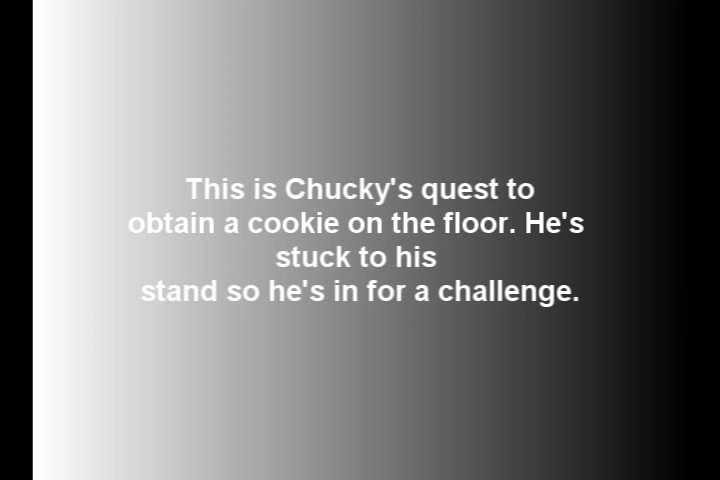 This is Chucky's quest to
obtain a cookie on the floor. He's
stuck to his
stand so he's in for a challenge.